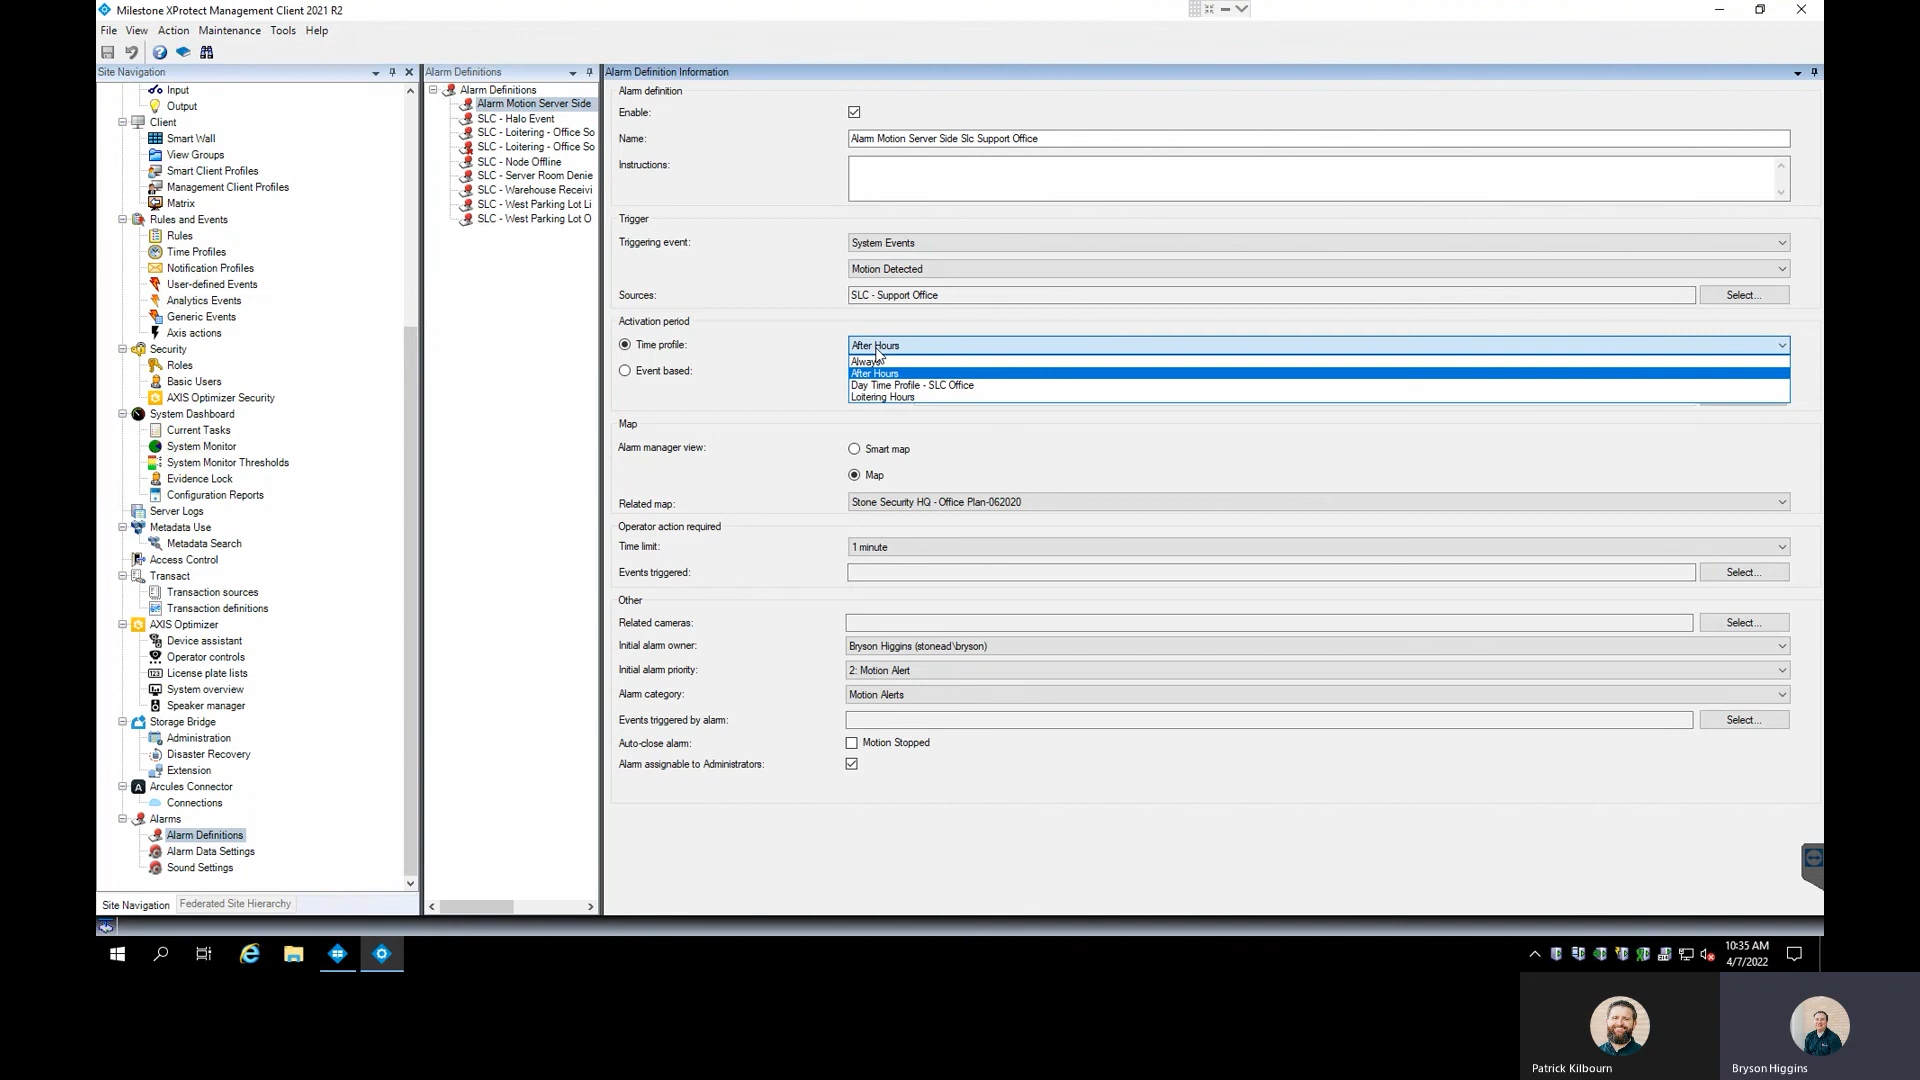 Milestone XProtect Management Client 2021 R2
File View Action Maintenance Tools Help
Site Navigation
Input
Output
Client
Smart Wall
View Groups
Smart Client Profiles
Management Client Profiles
Matrix
Rules and Events
Rules
Time Profiles
Notification Profiles
User-defined Events
Analytics Events
Generic Events
Axis actions
Security
Roles
Basic Users
AXIS Optimizer Security
System Dashboard
Current Tasks
System Monitor
System Monitor Thresholds
Evidence Lock
Configuration Reports
Server Logs
Metadata Use
Metadata Search
Access Control
Transact
Transaction sources
Transaction definitions
AXIS Optimizer
Device assistant
Operator controls
License plate lists
System overview
Speaker manager
Storage Bridge
Administration
Disaster Recovery
Extension
Arcules Connector
Connections
Alarms
Alarm Definitions
Alarm Data Settings
Sound Settings
Site Navigation Federated Site Hierarchy
Alarm Definitions
Alarm Definitions
Alarm Motion Server Side
SLC - Halo Event
SLC - Loitering - Office So
SLC - Loitering - Office So
SLC - Node Offline
SLC - Server Room Denie
SLC - Warehouse Receivi
SLC - West Parking Lot Li
SLC - West Parking Lot O
Alarm Definition Information
Alarm definition
Enable:
Name: Alarm Motion Server Side Slc Support Office
Instructions:
Trigger
Triggering event: System Events
Motion Detected
Sources: SLC - Support Office Select...
Activation period
Time profile: After Hours
Always
After Hours
Event based:
Day Time Profile - SLC Office
Loitering Hours
Map
Alarm manager view: Smart map
Map
Related map: Stone Security HQ - Office Plan-062020
Operator action required
Time limit: 1 minute
Events triggered: Select...
Other
Related cameras: Select...
Initial alarm owner: Bryson Higgins (stonead\bryson)
Initial alarm priority: 2: Motion Alert
Alarm category: Motion Alerts
Events triggered by alarm: Select...
Auto-close alarm: Motion Stopped
Alarm assignable to Administrators:
10:35 AM
4/7/2022
Patrick Kilbourn
Bryson Higgins